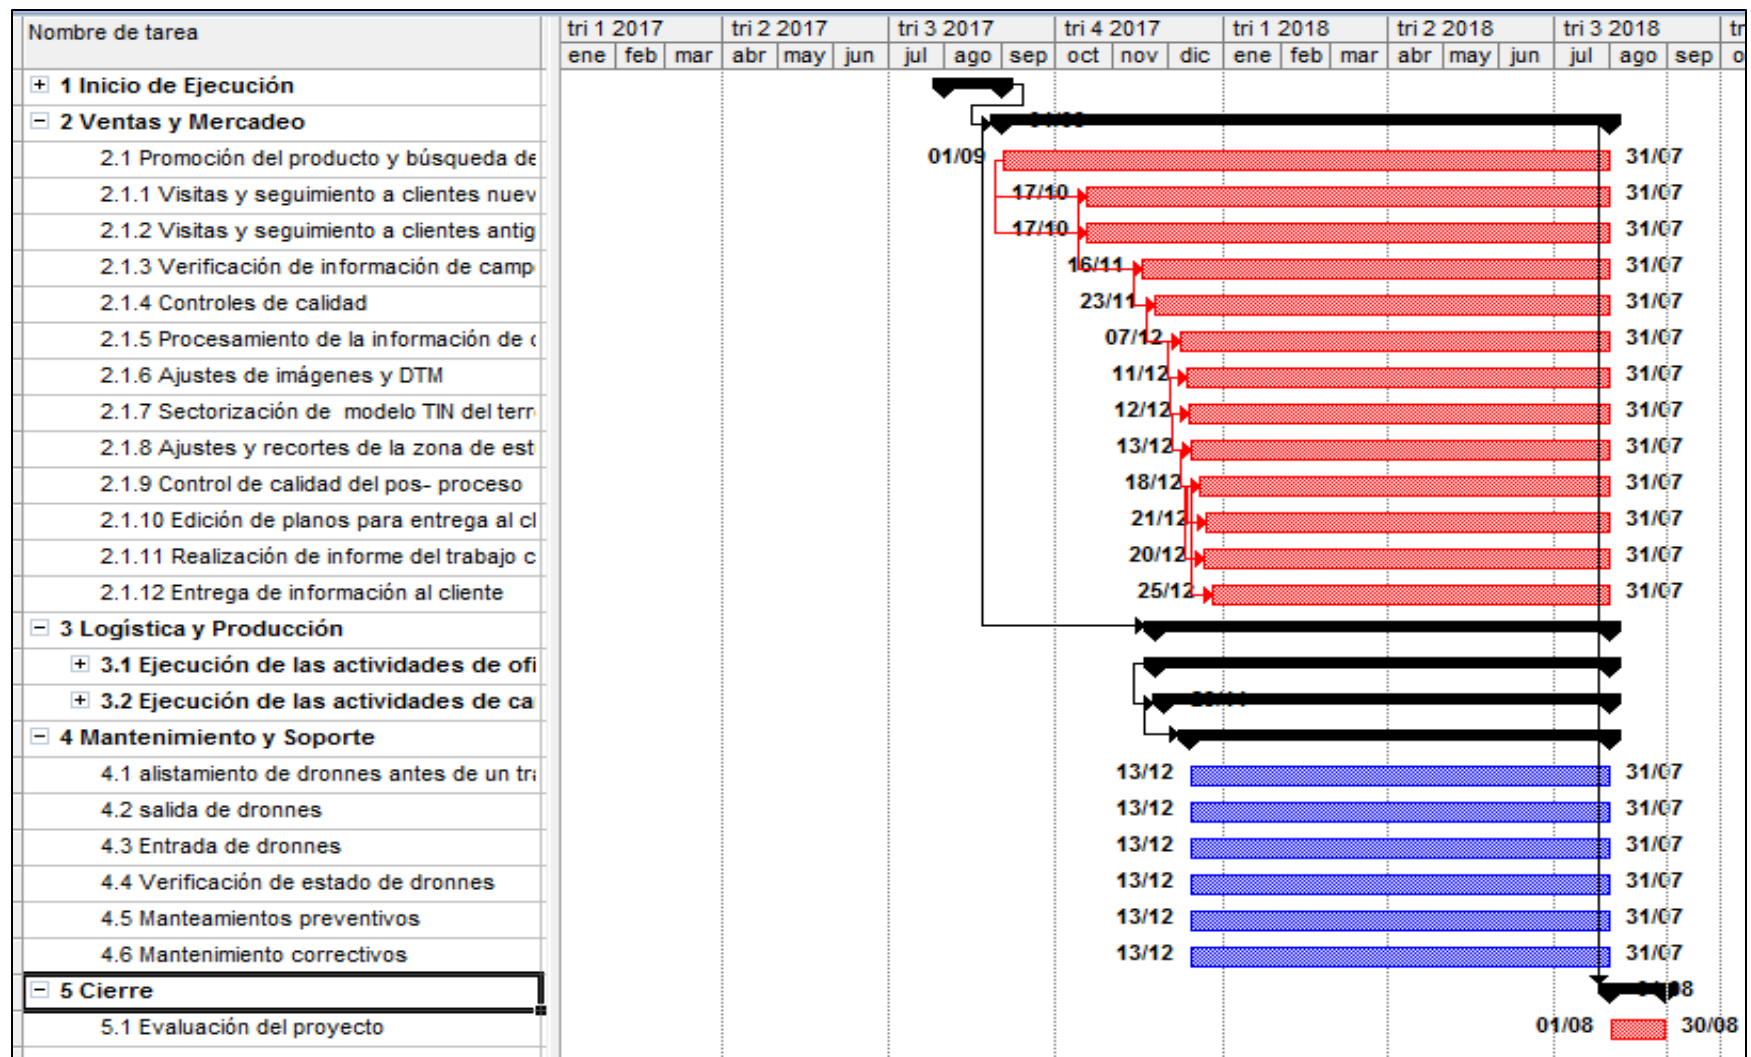 Nombre de tarea
tri 1 2017 tri 2 2017 tri 3 2017 tri 4 2017 tri 1 2018 tri 2 2018 tri 3 2018 tr
ene feb mar abr may jun jul ago sep oct nov dic ene feb mar abr may jun jul ago sep o
1 Inicio de Ejecución
2 Ventas y Mercadeo
2.1 Promoción del producto y búsqueda de 01/09 31/07
2.1.1 Visitas y seguimiento a clientes nuev 17/10 31/07
2.1.2 Visitas y seguimiento a clientes antig 17/10 31/07
2.1.3 Verificación de información de camp 16/11 31/07
2.1.4 Controles de calidad 23/11 31/07
2.1.5 Procesamiento de la información de 07/12 31/07
2.1.6 Ajustes de imágenes y DTM 11/12 31/07
2.1.7 Sectorización de modelo TIN del terr 12/12 31/07
2.1.8 Ajustes y recortes de la zona de est 13/12 31/07
2.1.9 Control de calidad del pos- proceso 18/12 31/07
2.1.10 Edición de planos para entrega al cl 21/12 31/07
2.1.11 Realización de informe del trabajo c 20/12 31/07
2.1.12 Entrega de información al cliente 25/12 31/07
3 Logística y Producción
3.1 Ejecución de las actividades de ofi
3.2 Ejecución de las actividades de ca
4 Mantenimiento y Soporte
4.1 alistamiento de dronnes antes de un tra 13/12 31/07
4.2 salida de dronnes 13/12 31/07
4.3 Entrada de dronnes 13/12 31/07
4.4 Verificación de estado de dronnes 13/12 31/07
4.5 Manteamientos preventivos 13/12 31/07
4.6 Mantenimiento correctivos 13/12 31/07
5 Cierre
5.1 Evaluación del proyecto 01/08 30/08